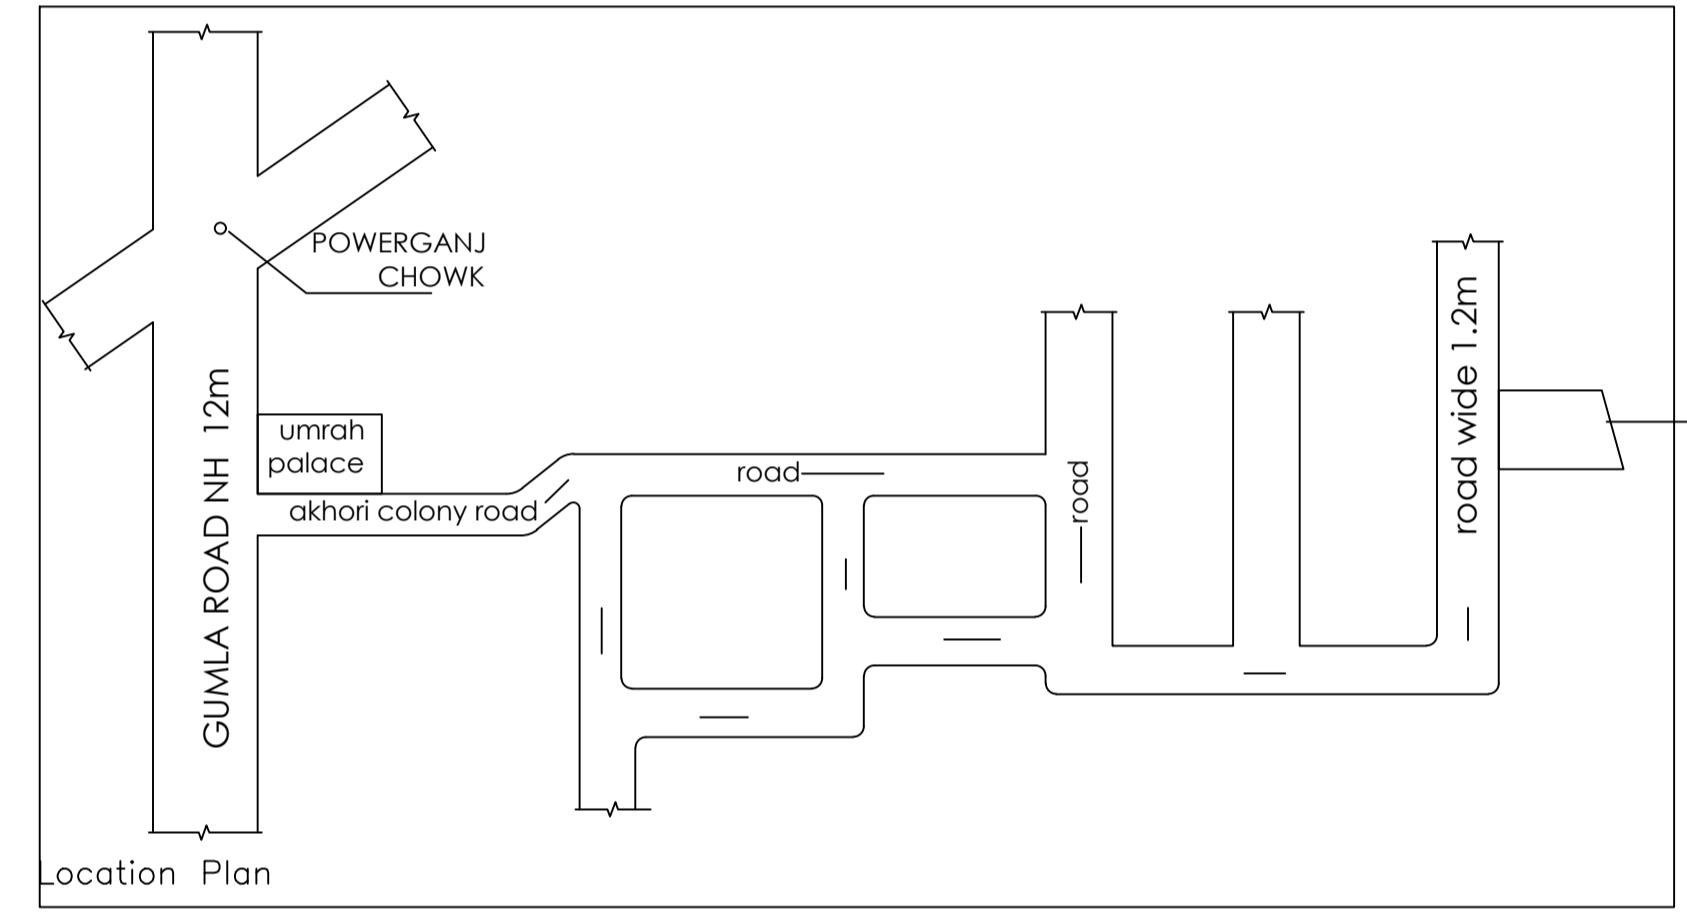 POWERGANJ
CHOWK
GUMLA ROAD NH 12m
umrah
palace
akhori colony road
road
road
road wide 1.2m
Location Plan